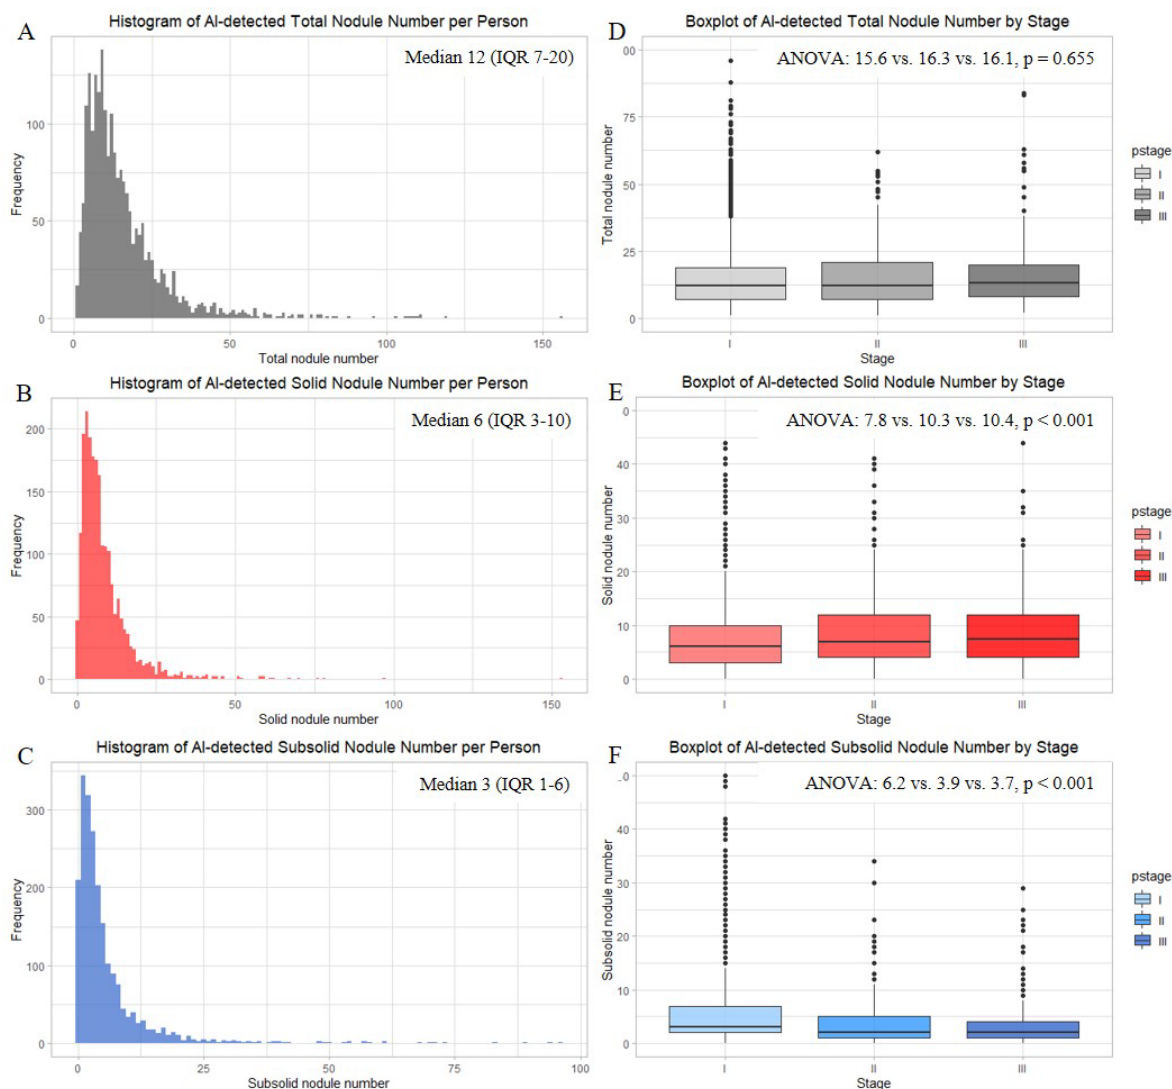 A
Histogram of AI-detected Total Nodule Number per Person
Median 12 (IQR 7-20)
Frequency
100
50
0
0
50
100
150
Total nodule number
D
Boxplot of AI-detected Total Nodule Number by Stage
ANOVA: 15.6 vs. 16.3 vs. 16.1, p = 0.655
Total nodule number
00
75
50
25
0
I
II
III
Stage
pstage
I
II
III
B
Histogram of AI-detected Solid Nodule Number per Person
Median 6 (IQR 3-10)
Frequency
200
150
100
50
0
0
50
100
150
Solid nodule number
E
Boxplot of AI-detected Solid Nodule Number by Stage
ANOVA: 7.8 vs. 10.3 vs. 10.4, p < 0.001
Solid nodule number
0
40
30
20
10
0
I
II
III
Stage
pstage
I
II
III
C
Histogram of AI-detected Subsolid Nodule Number per Person
Median 3 (IQR 1-6)
Frequency
300
200
100
0
0
25
50
75
100
Subsolid nodule number
F
Boxplot of AI-detected Subsolid Nodule Number by Stage
ANOVA: 6.2 vs. 3.9 vs. 3.7, p < 0.001
Subsolid nodule number
0
40
30
20
10
0
I
II
III
Stage
pstage
I
II
III